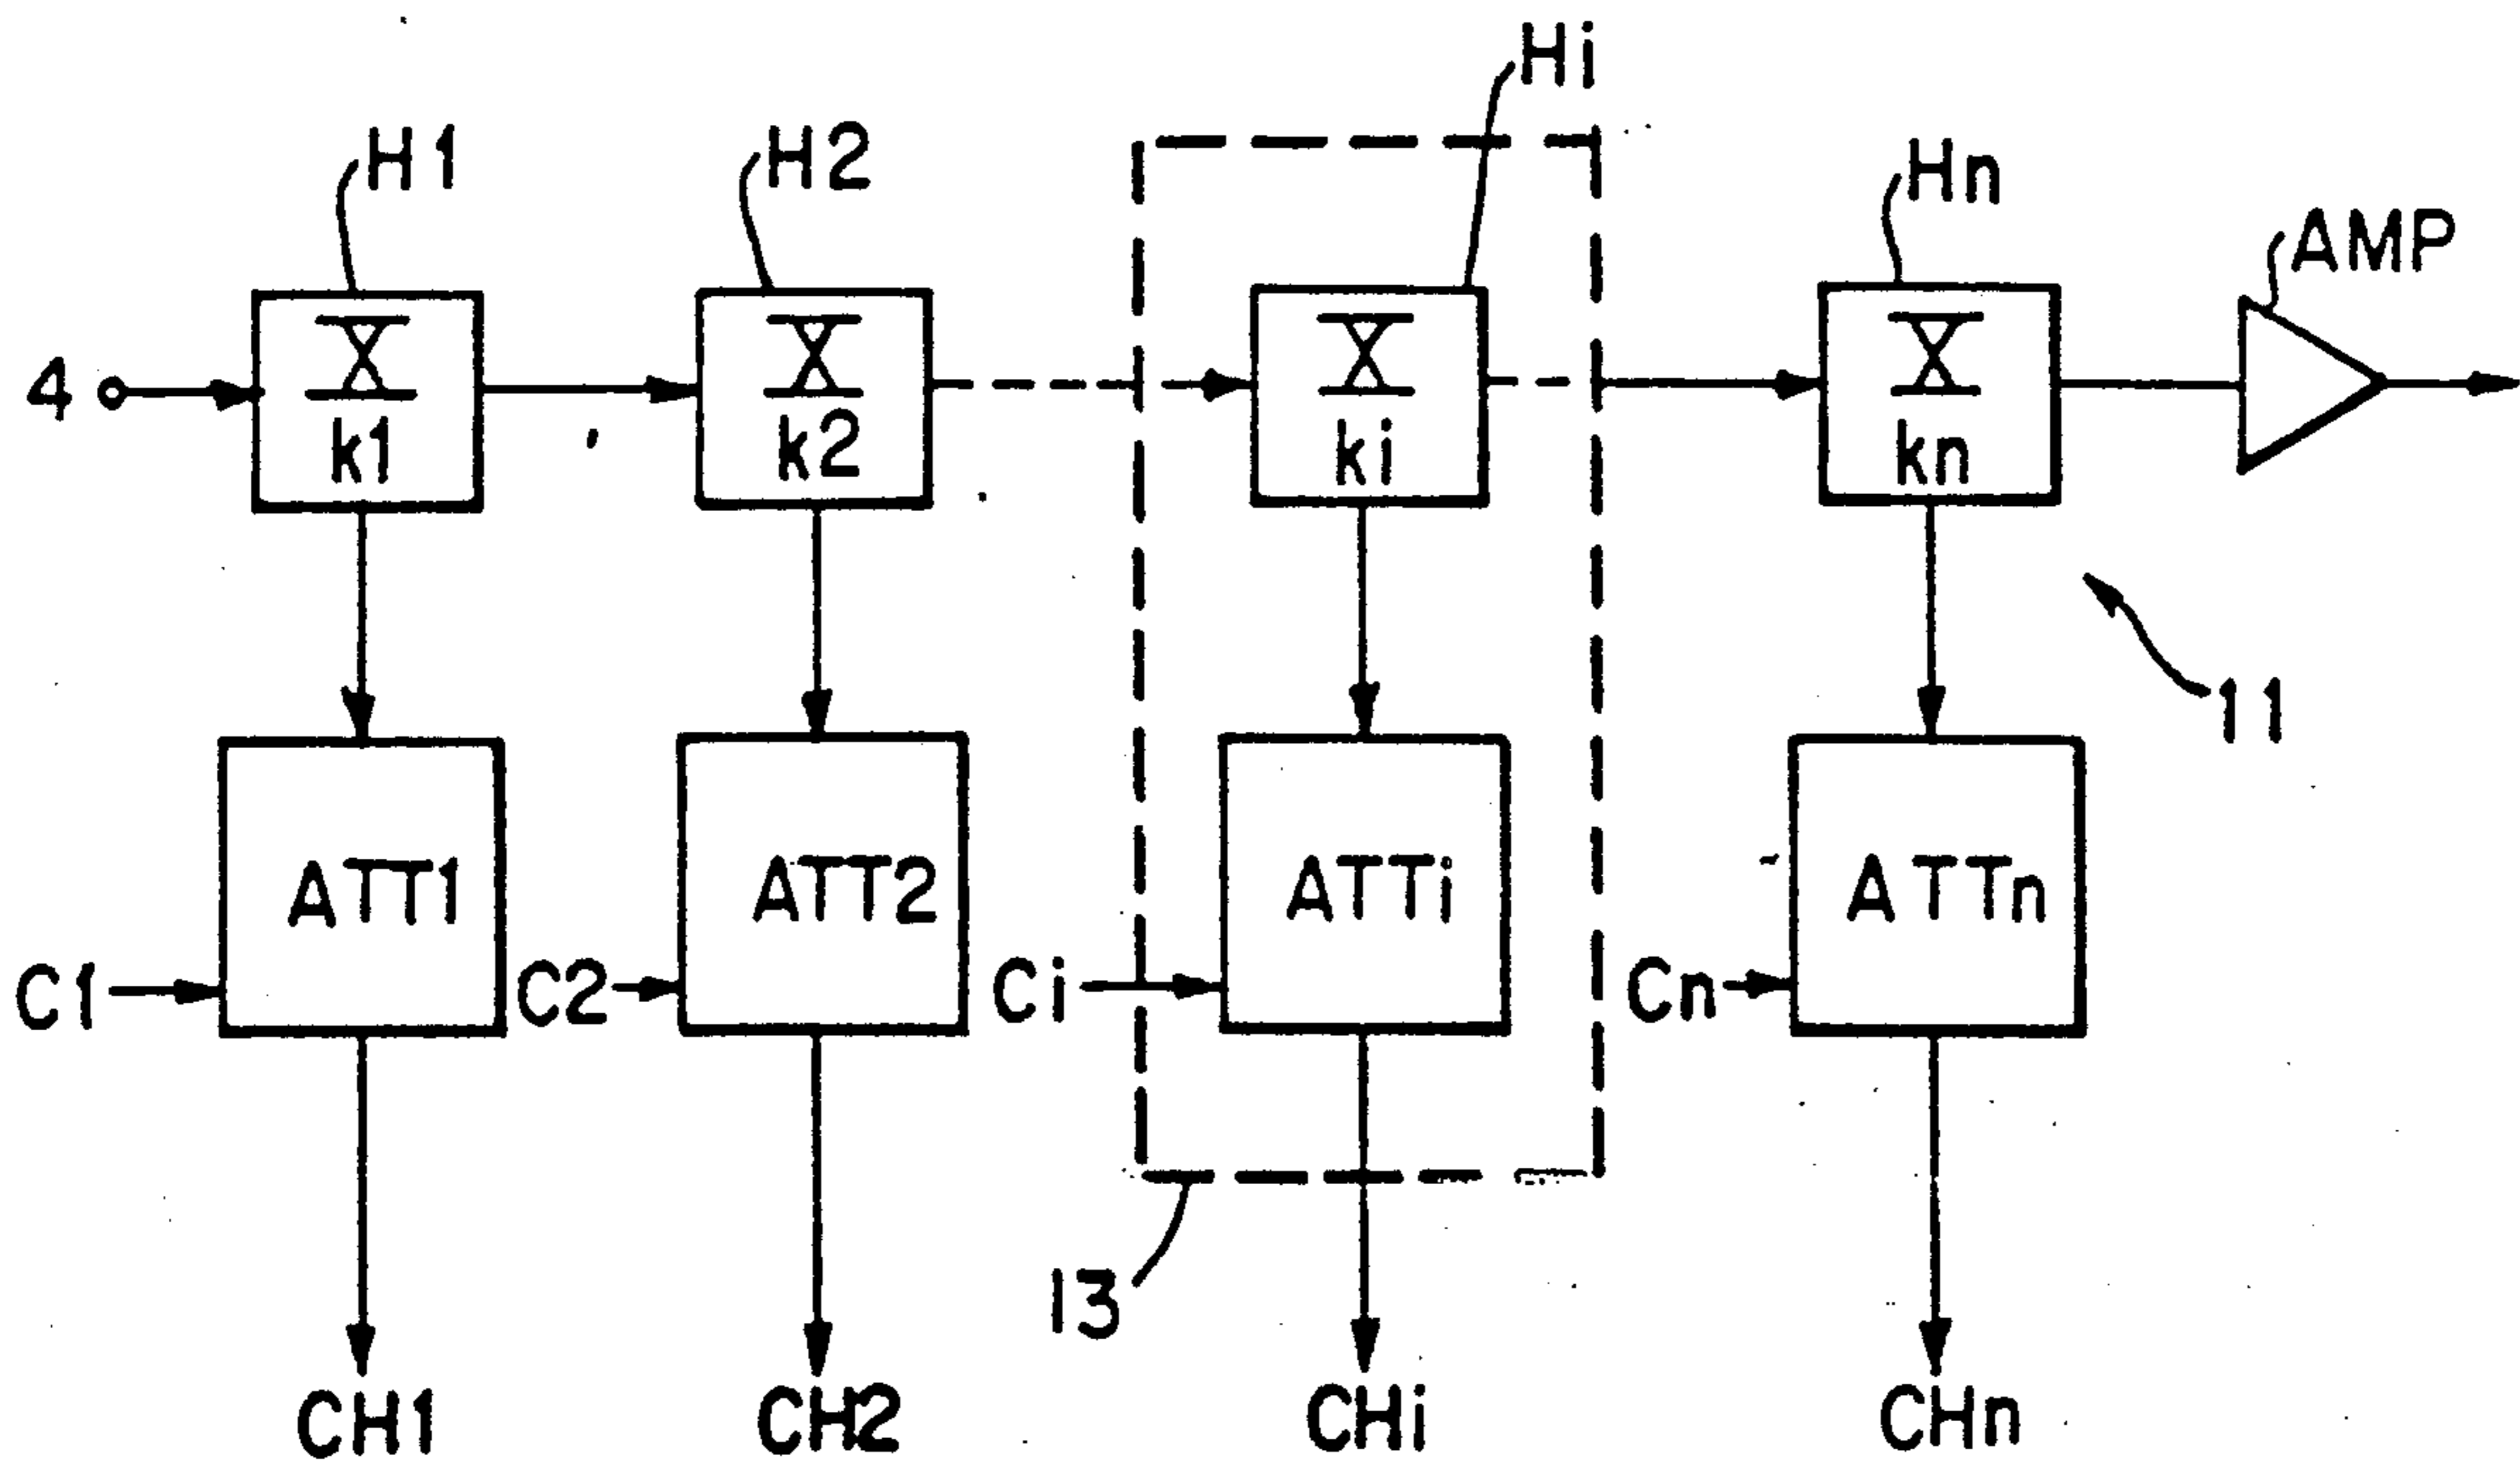 Hi
H1
H2
Hn
AMP
4
k1
k2
ki
kn
11
ATT1
ATT2
ATTi
ATTn
C1
C2
Ci
Cn
13
CH1
CH2
CHi
CHn